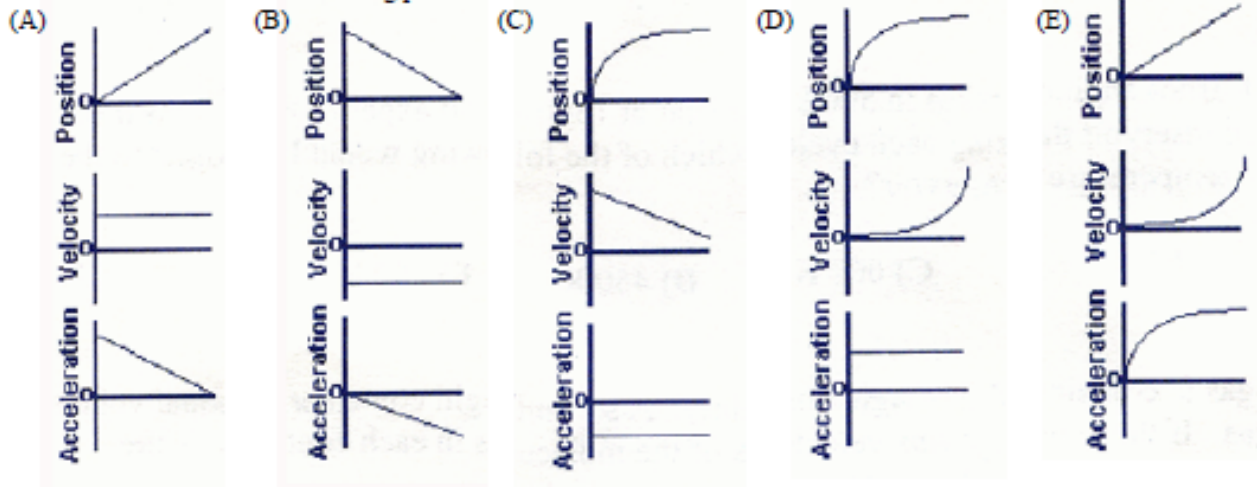 (A) (B) (C) (D) (E)
Position Position Position Position Position
0 0 0 0 0
Velocity Velocity Velocity Velocity Velocity
0 0 0 0 0
Acceleration Acceleration Acceleration Acceleration Acceleration
0 0 0 0 0